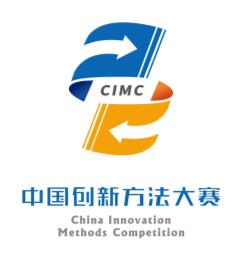 CIMC
中国创新方法大赛
China Innovation
Methods Competition